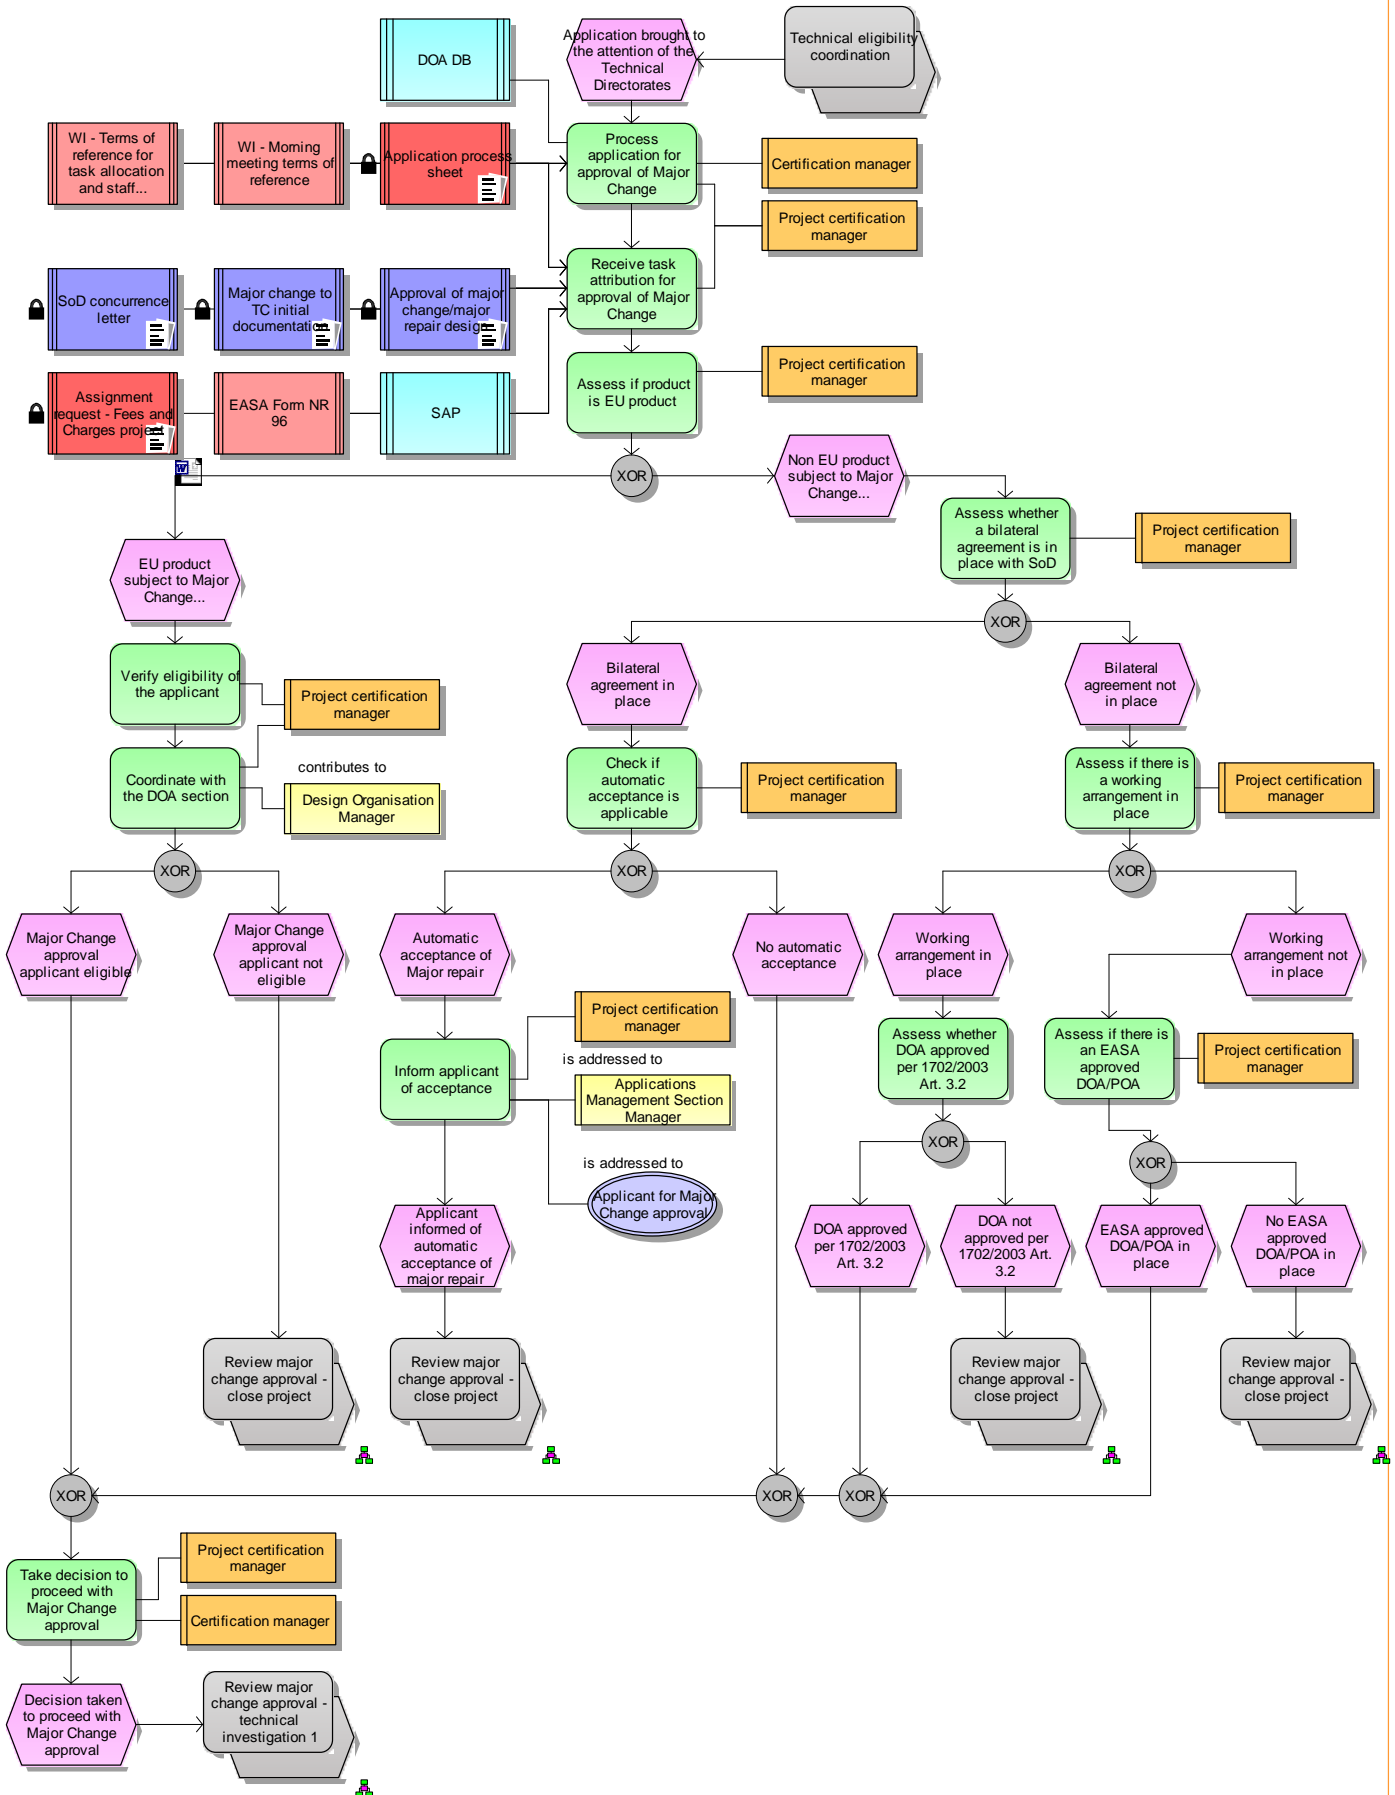 DOA DB
Application brought to
the attention of the
Technical
Directorates
Technical eligibility
coordination
WI - Terms of
reference for
task allocation
and staff...
WI - Morning
meeting terms of
reference
Application process
sheet
Process
application for
approval of Major
Change
Certification manager
Project certification
manager
SoD concurrence
letter
Major change to
TC initial
documentation
Approval of major
change/major
repair design
Receive task
attribution for
approval of Major
Change
Assignment
request - Fees and
Charges project
EASA Form NR
96
SAP
Assess if product
is EU product
Project certification
manager
W
XOR
Non EU product
subject to Major
Change...
Assess whether
a bilateral
agreement is in
place with SoD
Project certification
manager
EU product
subject to Major
Change...
XOR
Verify eligibility of
the applicant
Project certification
manager
Bilateral
agreement in
place
Bilateral
agreement not
in place
Coordinate with
the DOA section
contributes to
Design Organisation
Manager
Check if
automatic
acceptance is
applicable
Project certification
manager
Assess if there is
a working
arrangement in
place
Project certification
manager
XOR
XOR
XOR
Major Change
approval
applicant eligible
Major Change
approval
applicant not
eligible
Automatic
acceptance of
Major repair
No automatic
acceptance
Working
arrangement in
place
Working
arrangement not
in place
Inform applicant
of acceptance
Project certification
manager
is addressed to
Applications
Management Section
Manager
is addressed to
Applicant for Major
Change approval
Assess whether
DOA approved
per 1702/2003
Art. 3.2
Assess if there is
an EASA
approved
DOA/POA
Project certification
manager
XOR
XOR
Applicant
informed of
automatic
acceptance of
major repair
DOA approved
per 1702/2003
Art. 3.2
DOA not
approved per
1702/2003 Art.
3.2
EASA approved
DOA/POA in
place
No EASA
approved
DOA/POA in
place
Review major
change approval -
close project
Review major
change approval -
close project
Review major
change approval -
close project
Review major
change approval -
close project
XOR
XOR
XOR
Take decision to
proceed with
Major Change
approval
Project certification
manager
Certification manager
Decision taken
to proceed with
Major Change
approval
Review major
change approval -
technical
investigation 1